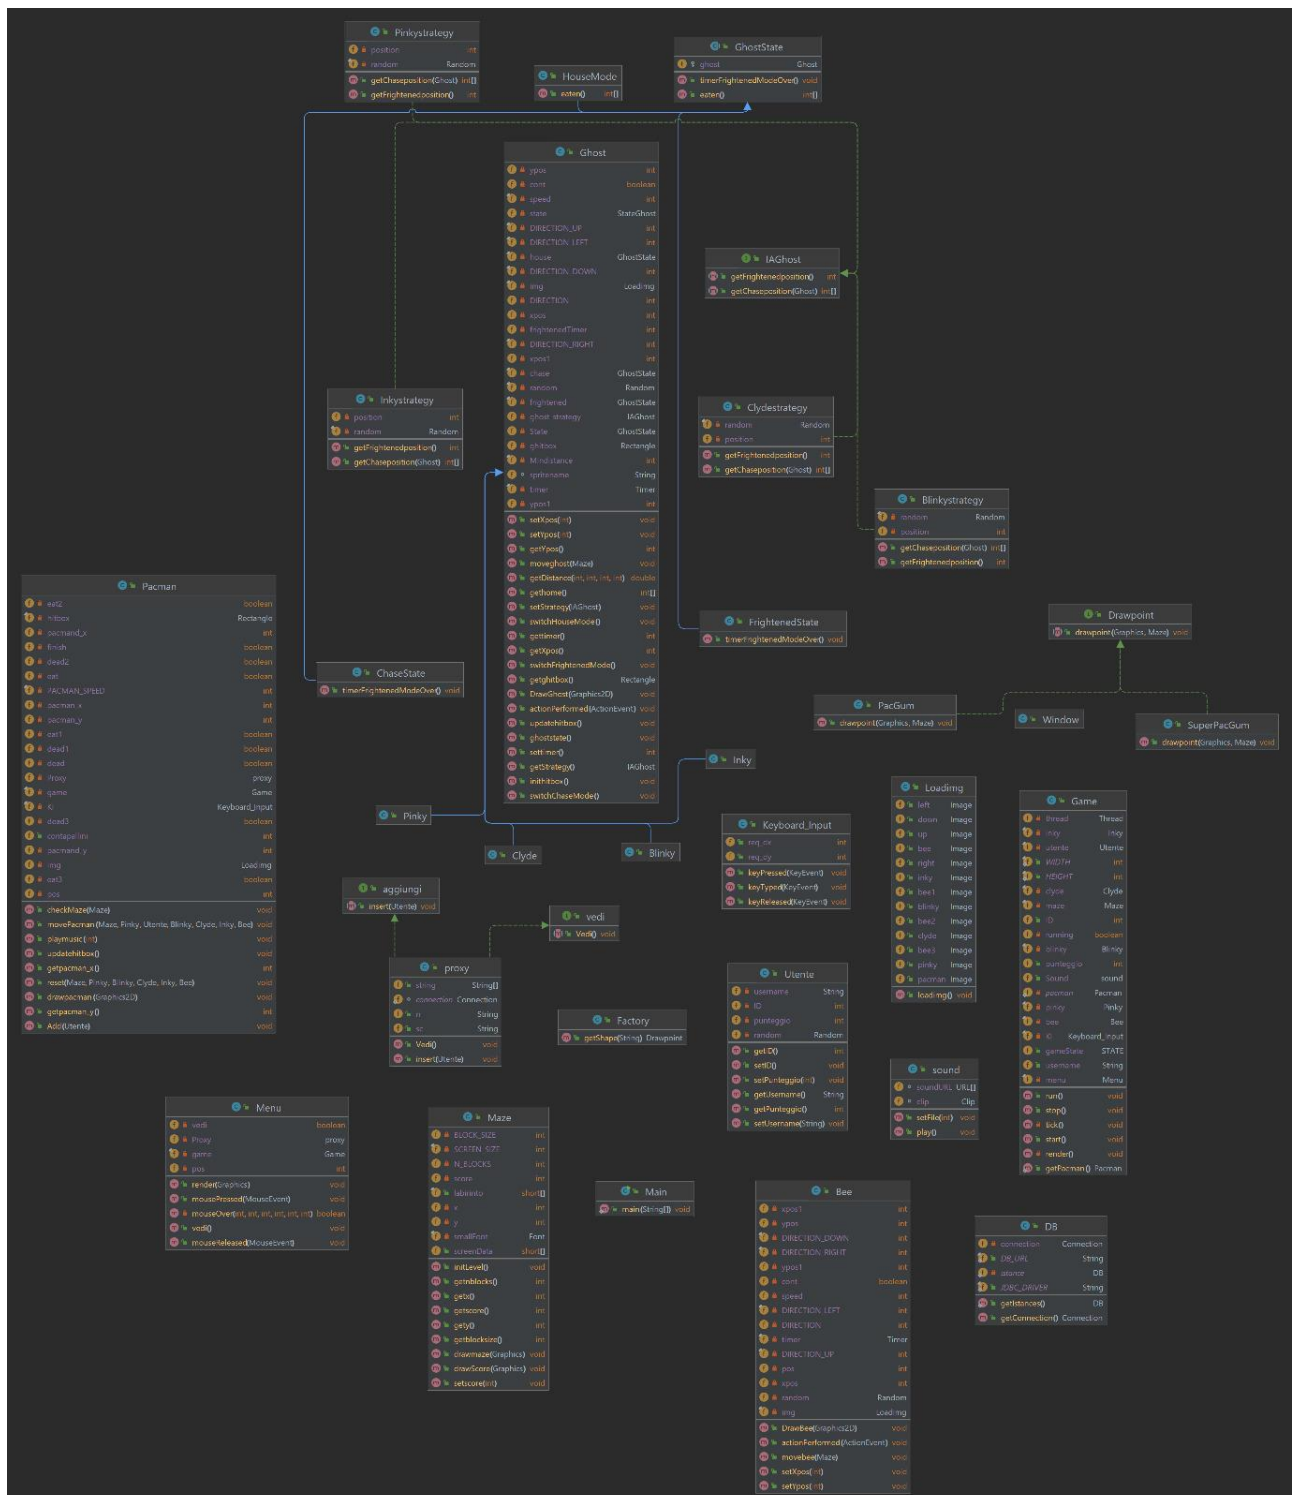 Pinkystrategy
position int
random Random
getChaseposition(Ghost) int[]
getFrightenedposition() int
HouseMode
eaten() int[]
GhostState
ghost Ghost
timerFrightenedModeOver() void
eaten() int[]
Ghost
ypos int
cont boolean
speed int
state StateGhost
DIRECTION_UP int
DIRECTION_LEFT int
house GhostState
DIRECTION_DOWN int
img Loadimg
DIRECTION int
xpos int
frightenedTimer int
DIRECTION_RIGHT int
xpos1 int
chase GhostState
random Random
frightened GhostState
ghost_strategy IAGhost
State GhostState
ghitbox Rectangle
Mindistance int
spritename String
timer Timer
ypos1 int
setXpos(int) void
setYpos(int) void
getYpos() int
moveghost(Maze) void
getDistance(int, int, int, int) double
gethome() int[]
setStrategy(IAGhost) void
switchHouseMode() void
gettimer() int
getXpos() int
switchFrightenedMode() void
getghitbox() Rectangle
DrawGhost(Graphics2D) void
actionPerformed(ActionEvent) void
updatehitbox() void
ghoststate() void
settimer() int
getStrategy() IAGhost
inithitbox() void
switchChaseMode() void
IAGhost
getFrightenedposition() int
getChaseposition(Ghost) int[]
Inkystrategy
position int
random Random
getFrightenedposition() int
getChaseposition(Ghost) int[]
Clydestrategy
random Random
position int
getFrightenedposition() int
getChaseposition(Ghost) int[]
Blinkystrategy
random Random
position int
getChaseposition(Ghost) int[]
getFrightenedposition() int
Pacman
eat2 boolean
hitbox Rectangle
pacmand_x int
finish boolean
dead2 boolean
eat boolean
PACMAN_SPEED int
pacman_x int
pacman_y int
eat1 boolean
dead1 boolean
dead boolean
Proxy proxy
game Game
Ki Keyboard_Input
dead3 boolean
contapallini int
pacmand_y int
img Loadimg
eat3 boolean
pos int
checkMaze(Maze) void
movePacman(Maze, Pinky, Utente, Blinky, Clyde, Inky, Bee) void
playmusic(int) void
updatehitbox() void
getpacman_x() int
reset(Maze, Pinky, Blinky, Clyde, Inky, Bee) void
drawpacman(Graphics2D) void
getpacman_y() int
Add(Utente) void
ChaseState
timerFrightenedModeOver() void
FrightenedState
timerFrightenedModeOver() void
Drawpoint
drawpoint(Graphics, Maze) void
PacGum
drawpoint(Graphics, Maze) void
Window
SuperPacGum
drawpoint(Graphics, Maze) void
Inky
Pinky
Clyde
Blinky
Keyboard_Input
req_dx int
req_dy int
keyPressed(KeyEvent) void
keyTyped(KeyEvent) void
keyReleased(KeyEvent) void
Loadimg
left Image
down Image
up Image
bee Image
right Image
inky Image
bee1 Image
blinky Image
bee2 Image
clyde Image
bee3 Image
pinky Image
pacman Image
loadimg() void
Game
thread Thread
inky Inky
utente Utente
WIDTH int
HEIGHT int
clyde Clyde
maze Maze
ID int
running boolean
blinky Blinky
punteggio int
Sound sound
pacman Pacman
pinky Pinky
bee Bee
Ki Keyboard_Input
gameState STATE
username String
menu Menu
run() void
stop() void
tick() void
start() void
render() void
getPacman() Pacman
aggiungi
insert(Utente) void
vedi
Vedi() void
proxy
string String[]
connection Connection
n String
sc String
Vedi() void
insert(Utente) void
Factory
getShape(String) Drawpoint
Utente
username String
ID int
punteggio int
random Random
getID() int
setID() void
setPunteggio(int) void
getUsername() String
getPunteggio() int
setUsername(String) void
sound
soundURL URL[]
clip Clip
setFile(int) void
play() void
Menu
vedi boolean
Proxy proxy
game Game
pos int
render(Graphics) void
mousePressed(MouseEvent) void
mouseOver(int, int, int, int, int, int) boolean
vedi() void
mouseReleased(MouseEvent) void
Maze
BLOCK_SIZE int
SCREEN_SIZE int
N_BLOCKS int
score int
labirinto short[]
x int
y int
smallFont Font
screenData short[]
initLevel() void
getnblocks() int
getx() int
getscore() int
gety() int
getblocksize() int
drawmaze(Graphics) void
drawScore(Graphics) void
setscore(int) void
Main
main(String[]) void
Bee
xpos1 int
ypos int
DIRECTION_DOWN int
DIRECTION_RIGHT int
ypos1 int
cont boolean
speed int
DIRECTION_LEFT int
DIRECTION int
timer Timer
DIRECTION_UP int
pos int
xpos int
random Random
img Loadimg
DrawBee(Graphics2D) void
actionPerformed(ActionEvent) void
movebee(Maze) void
setXpos(int) void
setYpos(int) void
DB
connection Connection
DB_URL String
istance DB
JDBC_DRIVER String
getIstances() DB
getConnection() Connection